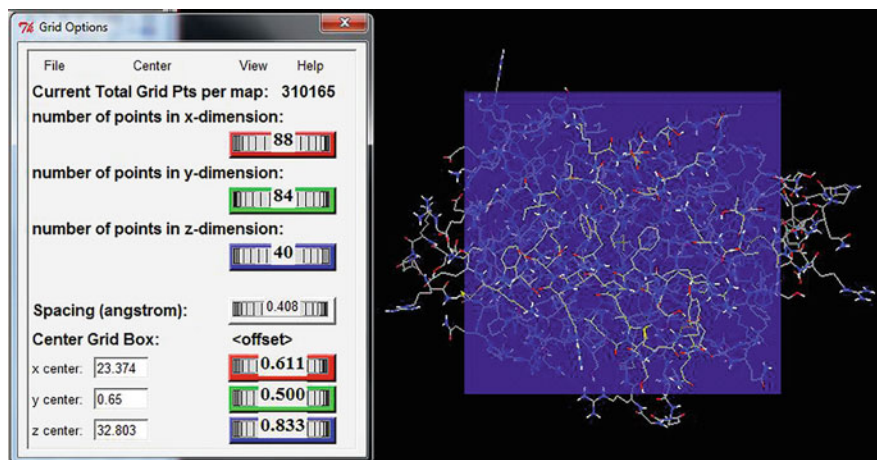 7% Grid Options
File Center View Help
Current Total Grid Pts per map: 310165
number of points in x-dimension:
88
number of points in y-dimension:
84
number of points in z-dimension:
40
Spacing (angstrom): 0.408
Center Grid Box: <offset>
x center: 23.374 0.611
y center: 0.65 0.500
z center: 32.803 0.833